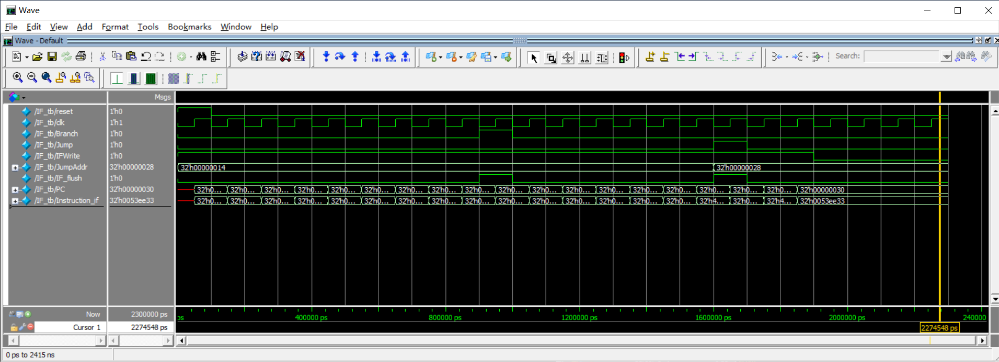 Wave
File Edit View Add Format Tools Bookmarks Window Help
Wave - Default
Search:
Msgs
/IF_tb/reset 1'h0
/IF_tb/clk 1'h1
/IF_tb/Branch 1'h0
/IF_tb/Jump 1'h0
/IF_tb/IFWrite 1'h0
/IF_tb/JumpAddr 32'h00000028 32'h00000014 32'h00000028
/IF_tb/IF_flush 1'h0
/IF_tb/PC 32'h00000030 32'h0... 32'h0... 32'h0... 32'h0... 32'h0... 32'h0... 32'h0... 32'h0... 32'h0... 32'h0... 32'h0... 32'h0... 32'h0... 32'h0... 32'h0... 32'h0... 32'h0... 32'h0... 32'h00000030
/IF_tb/Instruction_if 32'h0053ee33 32'h0... 32'h0... 32'h0... 32'h0... 32'h0... 32'h0... 32'h0... 32'h0... 32'h0... 32'h0... 32'h0... 32'h0... 32'h0... 32'h0... 32'h0... 32'h4... 32'h0... 32'h4... 32'h0053ee33
Now 2300000 ps ps 400000 ps 800000 ps 1200000 ps 1600000 ps 2000000 ps 240000
Cursor 1 2274548 ps 2274548 ps
0 ps to 2415 ns